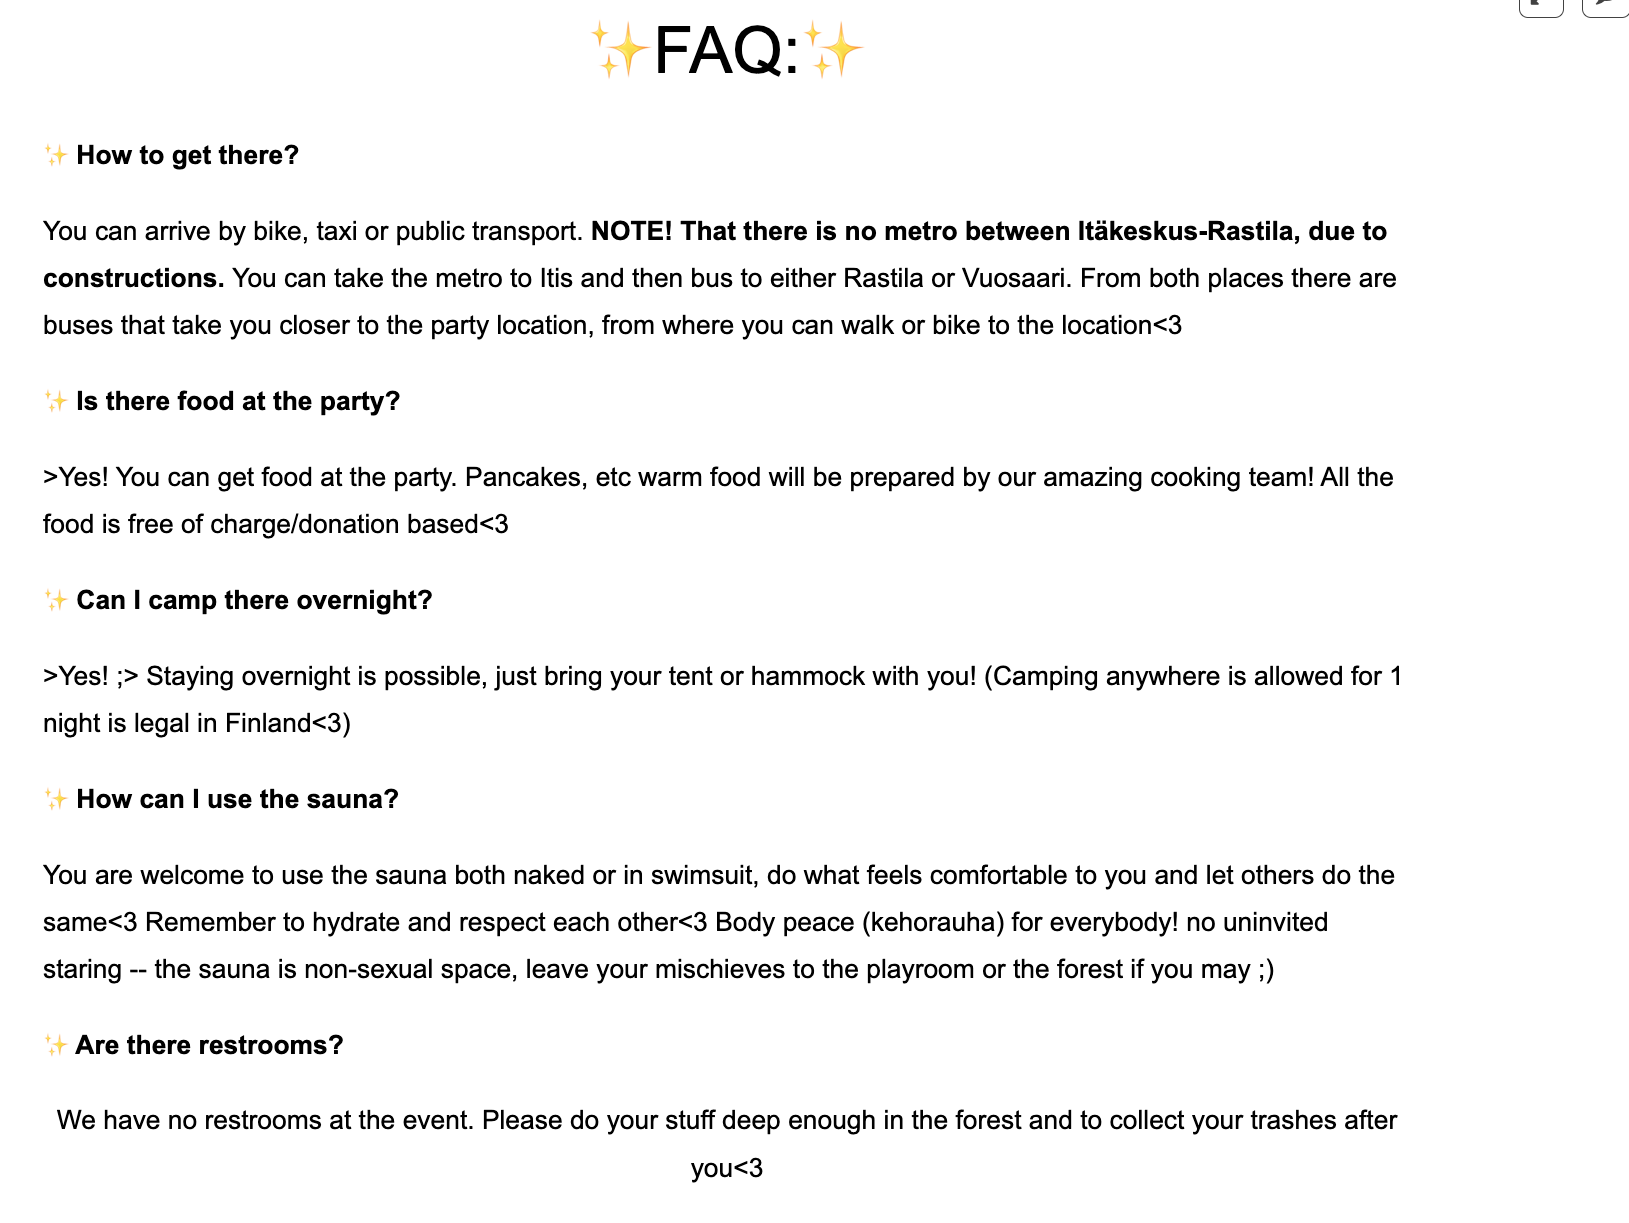 ✨FAQ:✨
✨ How to get there?
You can arrive by bike, taxi or public transport. NOTE! That there is no metro between Itäkeskus-Rastila, due to
constructions. You can take the metro to Itis and then bus to either Rastila or Vuosaari. From both places there are
buses that take you closer to the party location, from where you can walk or bike to the location<3
✨ Is there food at the party?
>Yes! You can get food at the party. Pancakes, etc warm food will be prepared by our amazing cooking team! All the
food is free of charge/donation based<3
✨ Can I camp there overnight?
>Yes! ;> Staying overnight is possible, just bring your tent or hammock with you! (Camping anywhere is allowed for 1
night is legal in Finland<3)
✨ How can I use the sauna?
You are welcome to use the sauna both naked or in swimsuit, do what feels comfortable to you and let others do the
same<3 Remember to hydrate and respect each other<3 Body peace (kehorauha) for everybody! no uninvited
staring -- the sauna is non-sexual space, leave your mischieves to the playroom or the forest if you may ;)
✨ Are there restrooms?
We have no restrooms at the event. Please do your stuff deep enough in the forest and to collect your trashes after
you<3